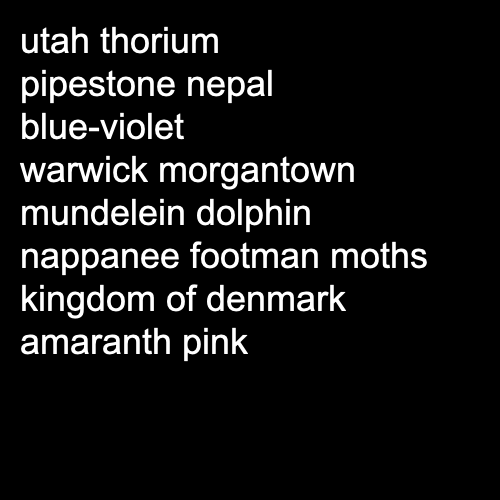 utah thorium
pipestone nepal
blue-violet
warwick morgantown
mundelein dolphin
nappanee footman moths
kingdom of denmark
amaranth pink